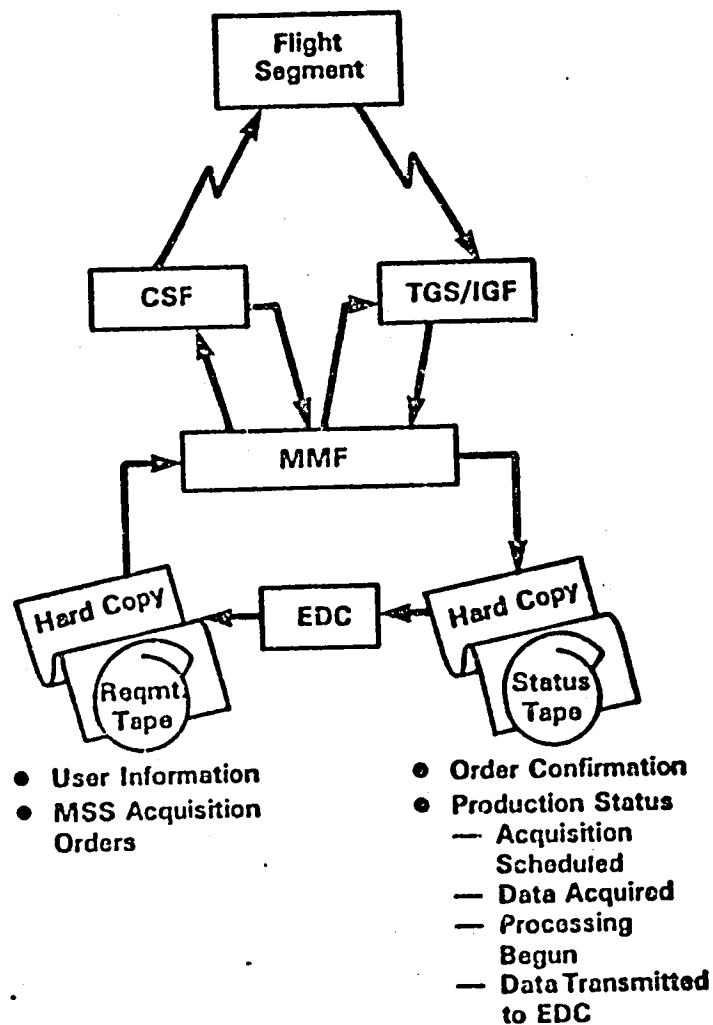 Flight
Segment
CSF
TGS/IGF
MMF
Hard Copy
Reqmt.
Tape
EDC
Hard Copy
Status
Tape
● User Information
● MSS Acquisition
Orders
● Order Confirmation
● Production Status
— Acquisition
Scheduled
— Data Acquired
— Processing
Begun
— Data Transmitted
to EDC